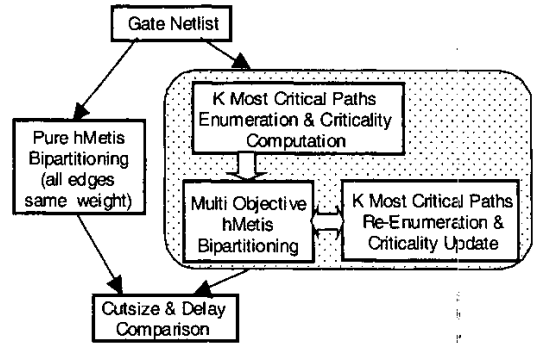 Gate Netlist
K Most Critical Paths
Enumeration & Criticality
Computation
Pure hMetis
Bipartitioning
(all edges
same weight)
Multi Objective
hMetis
Bipartitioning
K Most Critical Paths
Re-Enumeration &
Criticality Update
Cutsize & Delay
Comparison